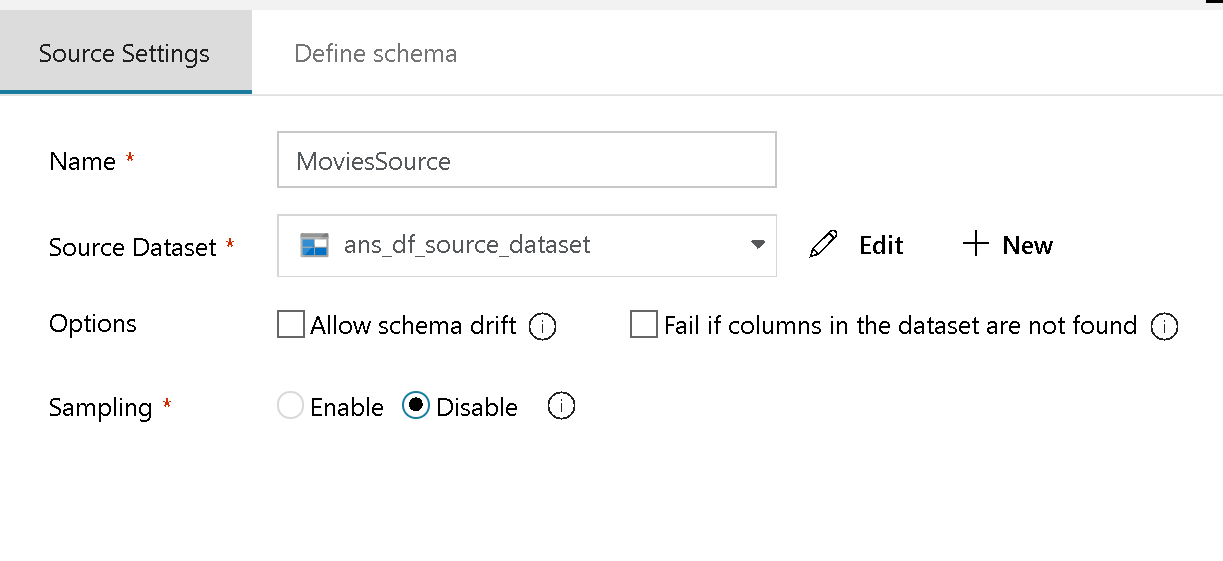 Source Settings Define schema
Name * MoviesSource
Source Dataset * ans_df_source_dataset Edit + New
Options Allow schema drift Fail if columns in the dataset are not found
Sampling * Enable Disable